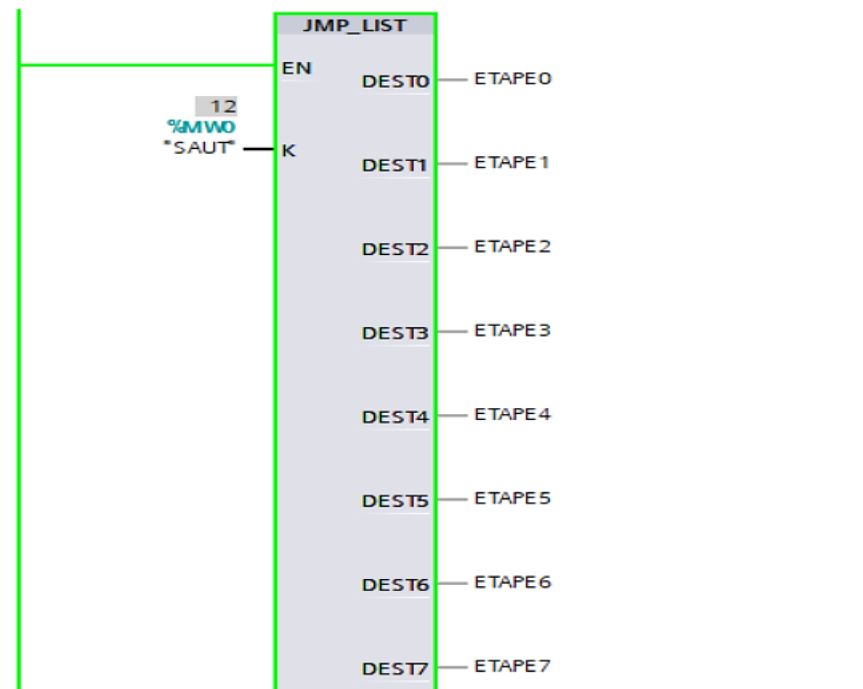 JMP_LIST
EN
DEST0 ETAPE0
12
%MW0
"SAUT" K
DEST1 ETAPE1
DEST2 ETAPE2
DEST3 ETAPE3
DEST4 ETAPE4
DEST5 ETAPE5
DEST6 ETAPE6
DEST7 ETAPE7